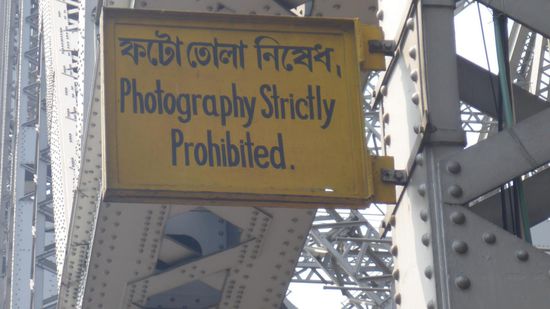 ফটো তোলা নিষেধ,
Photography Strictly
Prohibited.